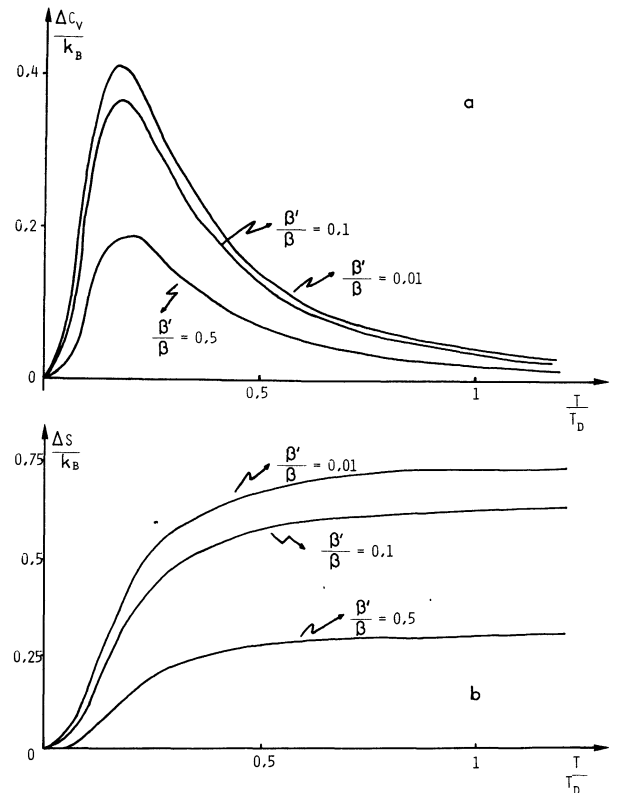 ΔC_V
k_B
0,4
a
0,2
β'
β = 0.1
β'
β = 0.01
β'
β = 0,5
0
0,5
1
T
T_D
ΔS
k_B
0.75
β'
β = 0,01
0,5
β'
β = 0,1
β'
β = 0,5
0.25
b
0
0,5
1
T
T_D